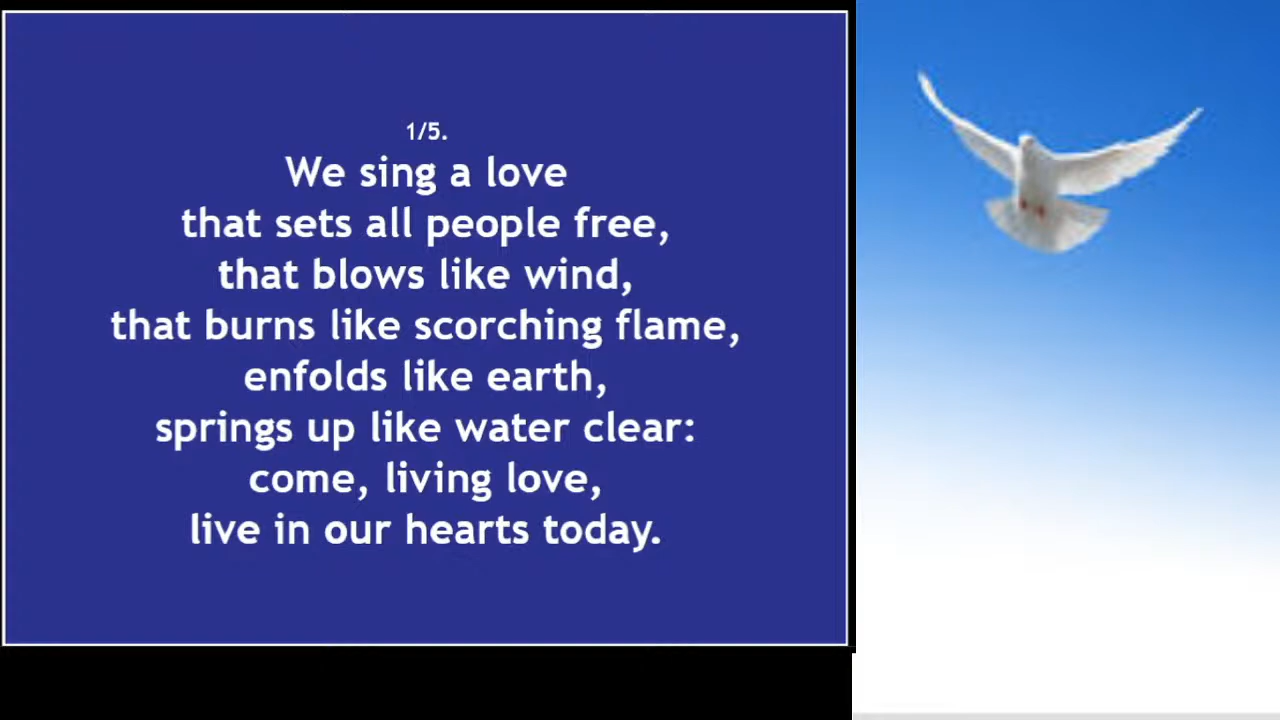 1/5.
We sing a love
that sets all people free,
that blows like wind,
that burns like scorching flame,
enfolds like earth,
springs up like water clear:
come, living love,
live in our hearts today.